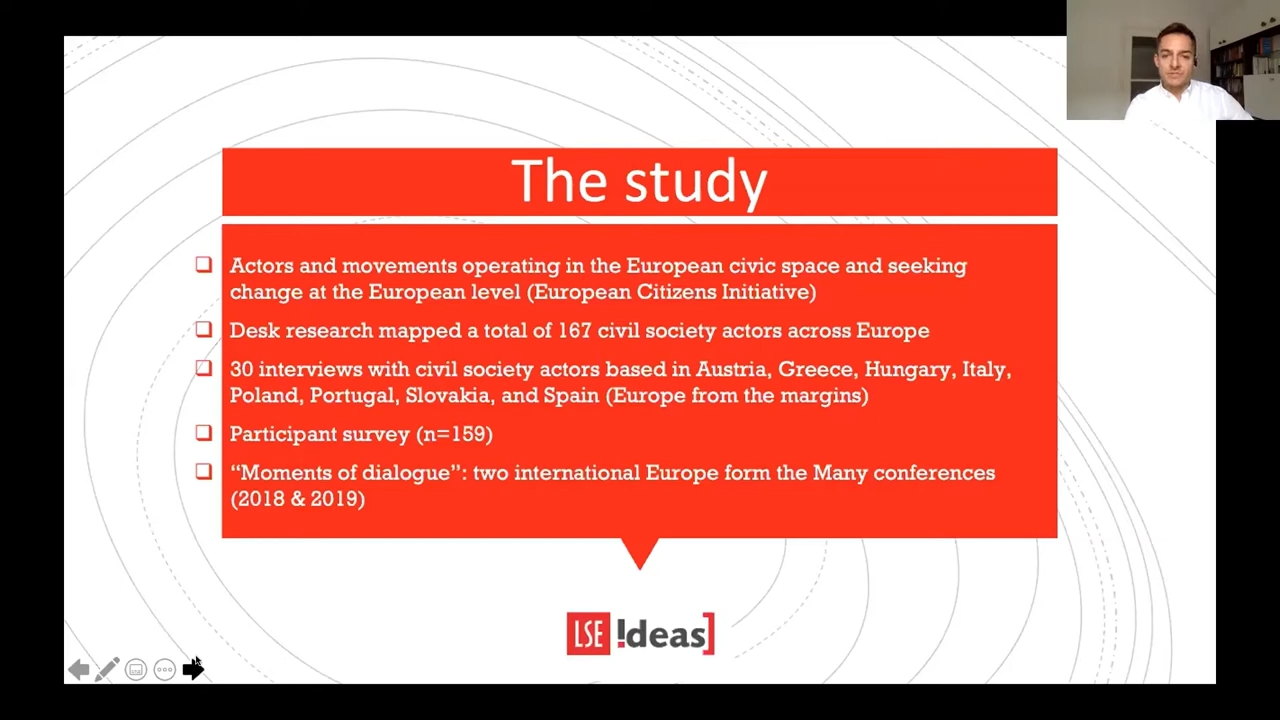 The study
Actors and movements operating in the European civic space and seeking
change at the European level (European Citizens Initiative)
Desk research mapped a total of 167 civil society actors across Europe
30 interviews with civil society actors based in Austria, Greece, Hungary, Italy,
Poland, Portugal, Slovakia, and Spain (Europe from the margins)
Participant survey (n=159)
“Moments of dialogue”: two international Europe form the Many conferences
(2018 & 2019)
LSE !deas]